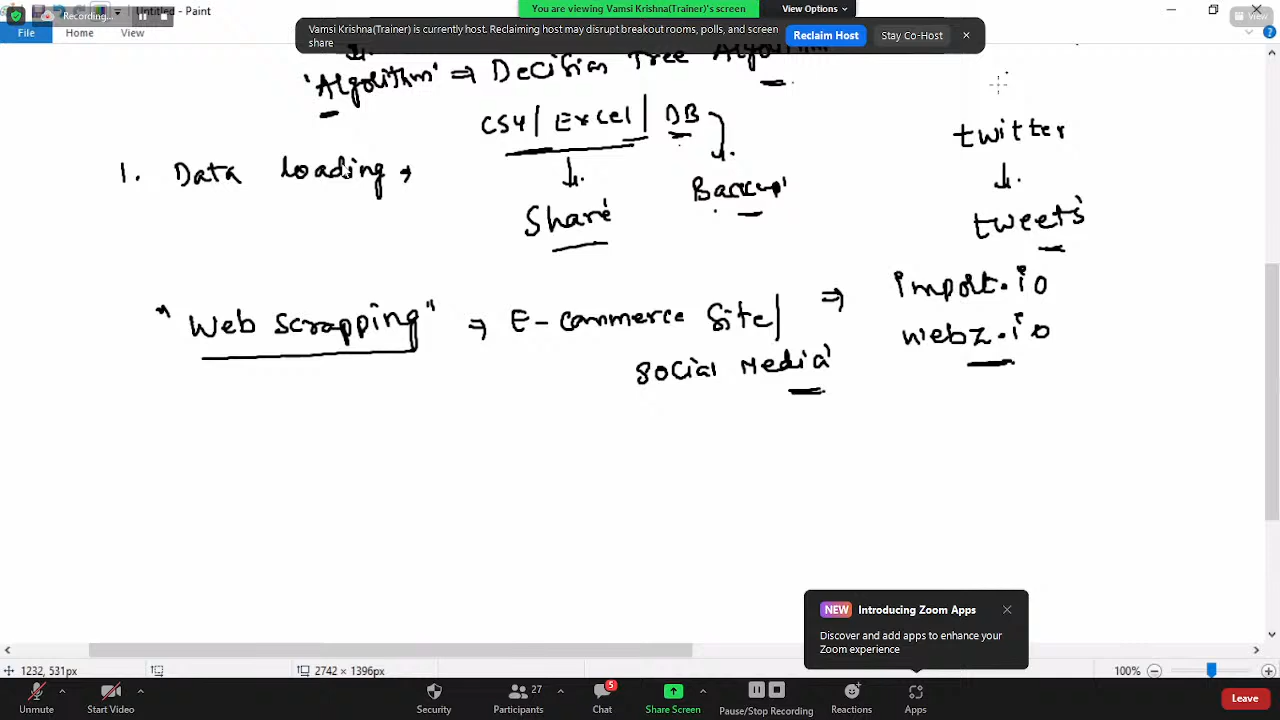 Recording...
Untitled - Paint
You are viewing Vamsi Krishna(Trainer)'s screen
View Options
View
File
Home
View
Vamsi Krishna(Trainer) is currently host. Reclaiming host may disrupt breakout rooms, polls, and screen share
Reclaim Host
Stay Co-Host
'Algorithm' ⇒ Decision Tree Algorithm
CSV| Excel| DB
twitter
1. Data loading →
Backup'
Share'
tweets'
import.io
"Web Scrapping" ⇒ E-commerce Site| ⇒
webz.io
Social Media'
NEW Introducing Zoom Apps
Discover and add apps to enhance your
Zoom experience
1232, 531px
2742 × 1396px
100%
Unmute
Start Video
Security
27
Participants
5
Chat
Share Screen
Pause/Stop Recording
Reactions
Apps
Leave